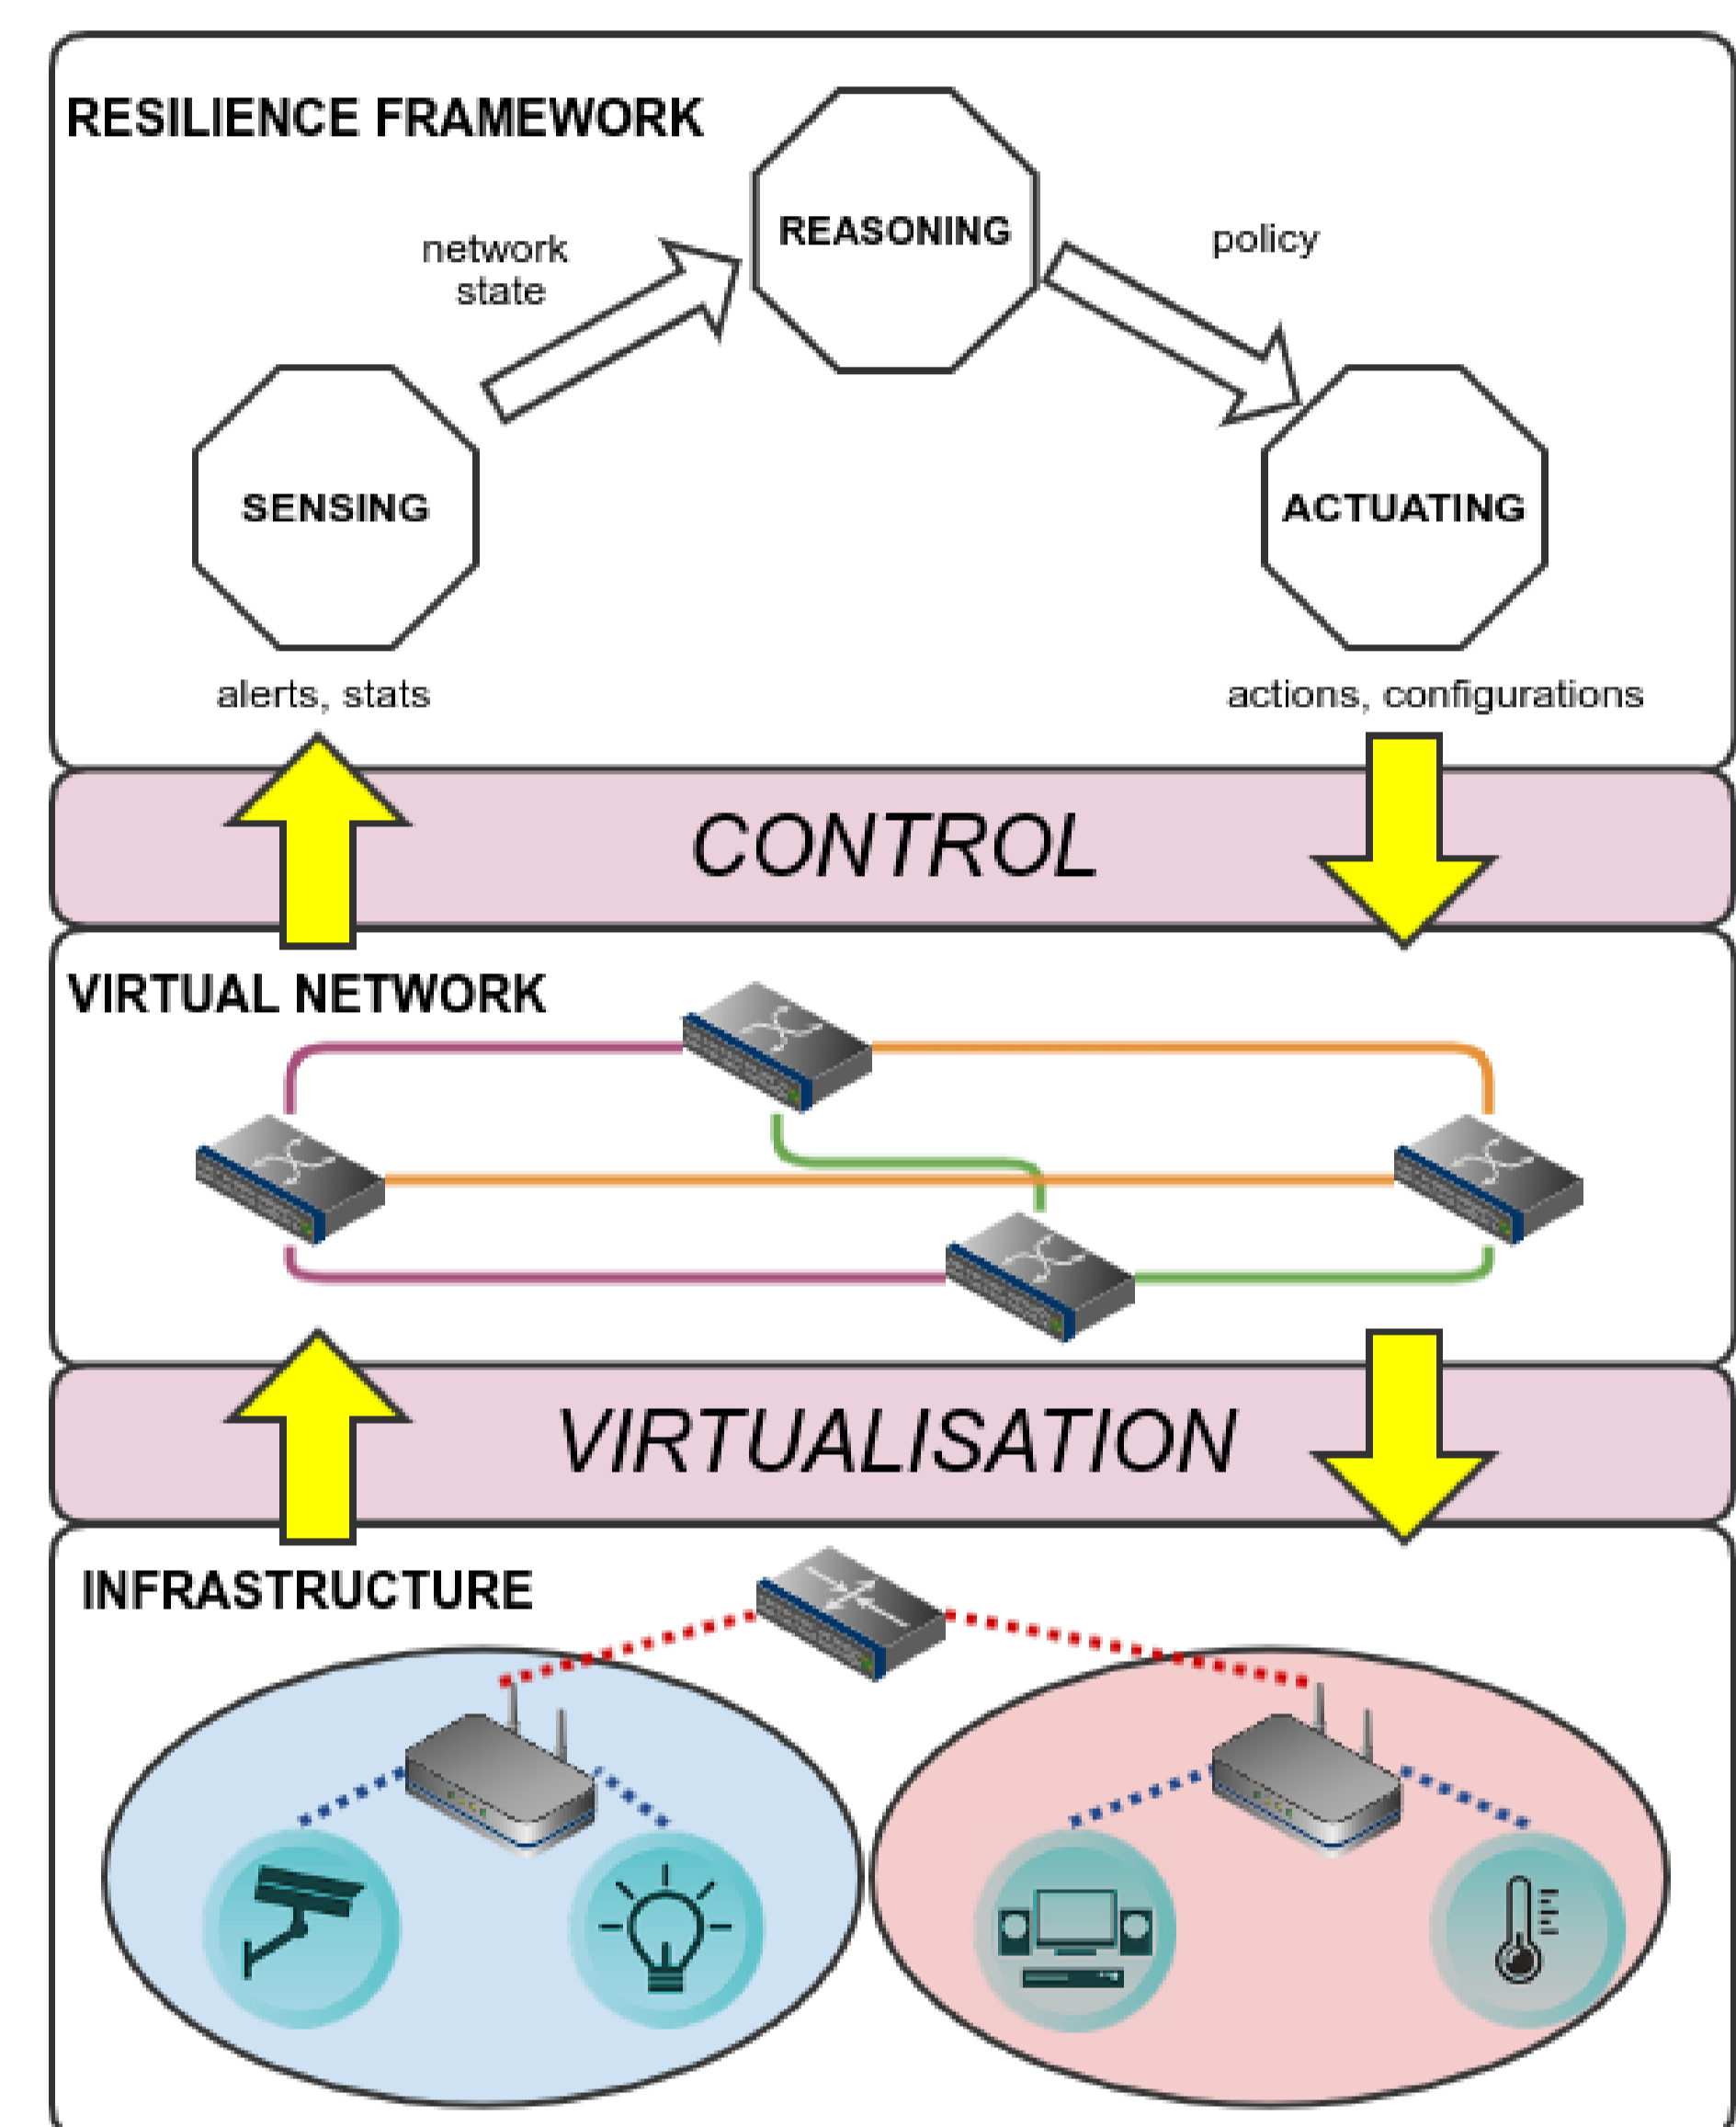 RESILIENCE FRAMEWORK
REASONING
network
state
policy
SENSING
ACTUATING
alerts, stats
actions, configurations
CONTROL
VIRTUAL NETWORK
VIRTUALISATION
INFRASTRUCTURE